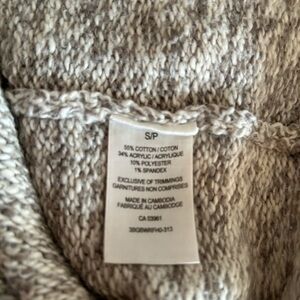 S/P
55% COTTON / COTON
34% ACRYLIC / ACRYLIQUE
10% POLYESTER
1% SPANDEX
EXCLUSIVE OF TRIMMINGS
GARNITURES NON COMPRISES
MADE IN CAMBODIA
FABRIQUÉ AU CAMBODGE
CA 03961